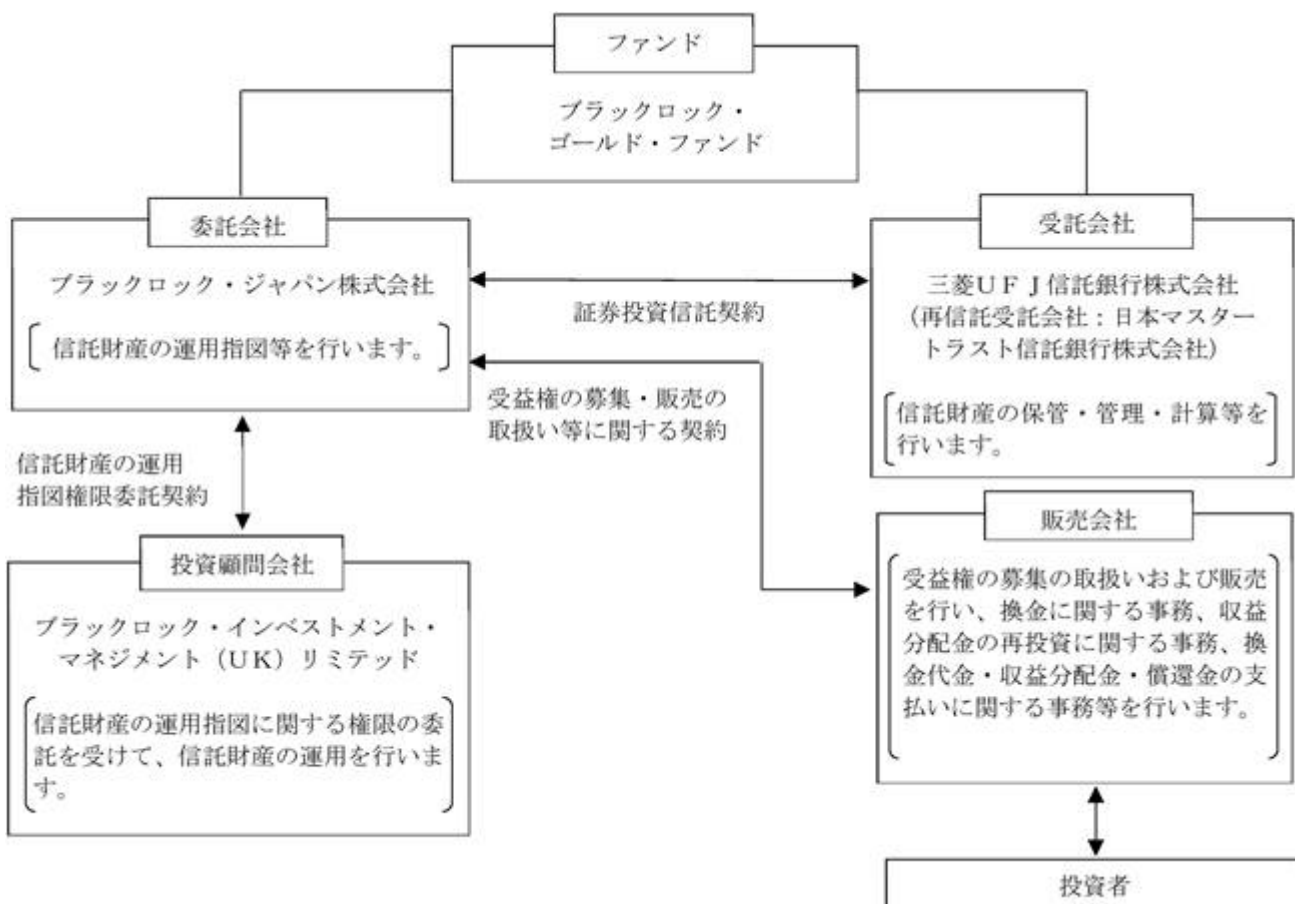 ファンド
ブラックロック・
ゴールド・ファンド
委託会社
ブラックロック・ジャパン株式会社
信託財産の運用指図等を行います。
受託会社
三菱ＵＦＪ信託銀行株式会社
（再信託受託会社：日本マスター
トラスト信託銀行株式会社）
信託財産の保管・管理・計算等を
行います。
証券投資信託契約
受益権の募集・販売の
取扱い等に関する契約
信託財産の運用
指図権限委託契約
投資顧問会社
ブラックロック・インベストメント・
マネジメント（ＵＫ）リミテッド
信託財産の運用指図に関する権限の委
託を受けて、信託財産の運用を行いま
す。
販売会社
受益権の募集の取扱いおよび販売
を行い、換金に関する事務、収益
分配金の再投資に関する事務、換
金代金・収益分配金・償還金の支
払いに関する事務等を行います。
投資者